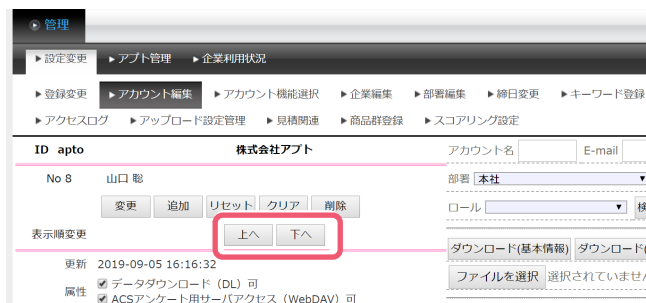 管理
設定変更 アプト管理 企業利用状況
登録変更 アカウント編集 アカウント機能選択 企業編集 部署編集 締日変更 キーワード登録
アクセスログ アップロード設定管理 見積関連 商品群登録 スコアリング設定
ID apto 株式会社アプト
アカウント名 E-mail
No 8 山口 聡
部署 本社
変更 追加 リセット クリア 削除
ロール
表示順変更 上へ 下へ
ダウンロード(基本情報) ダウンロード(
更新 2019-09-05 16:16:32
ファイルを選択 選択されていませ
属性 データダウンロード（DL）可
ACSアンケート用サーバアクセス（WebDAV）可